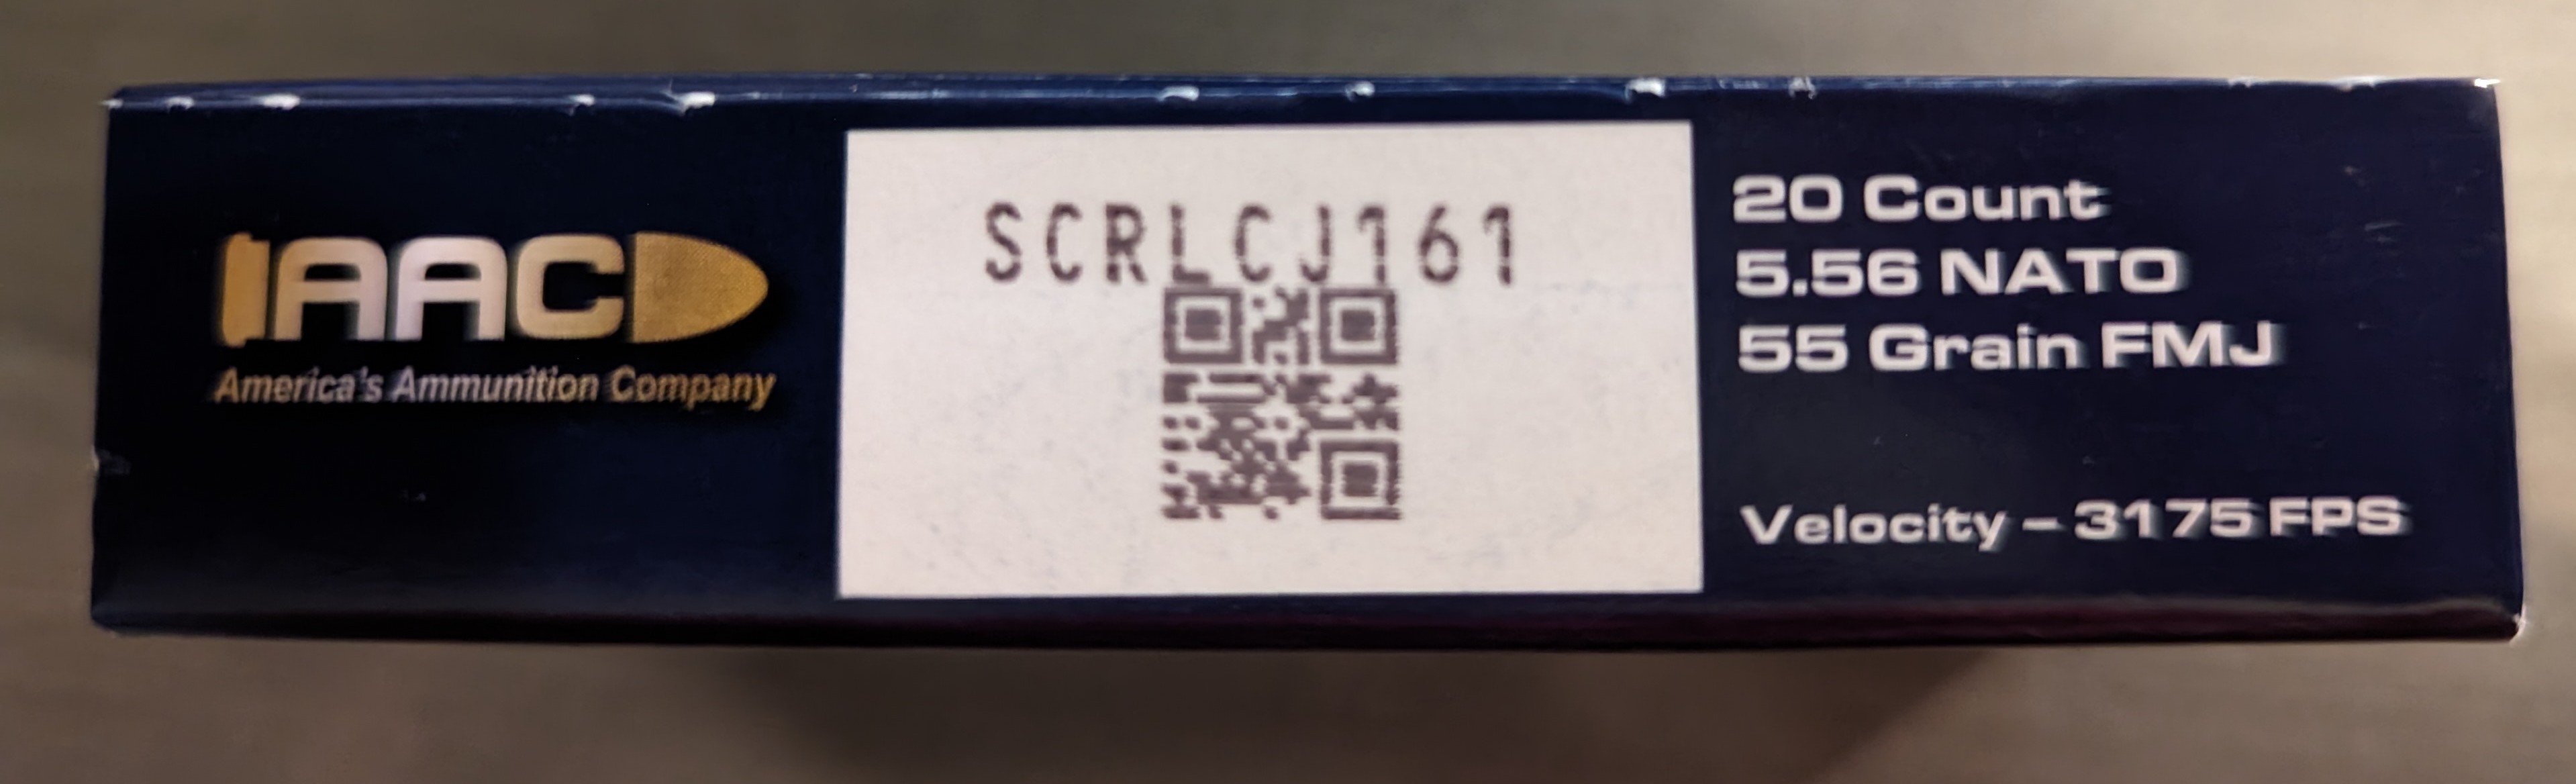 AAC
America's Ammunition Company
SCRLCJ161
20 Count
5.56 NATO
55 Grain FMJ
Velocity – 3175 FPS